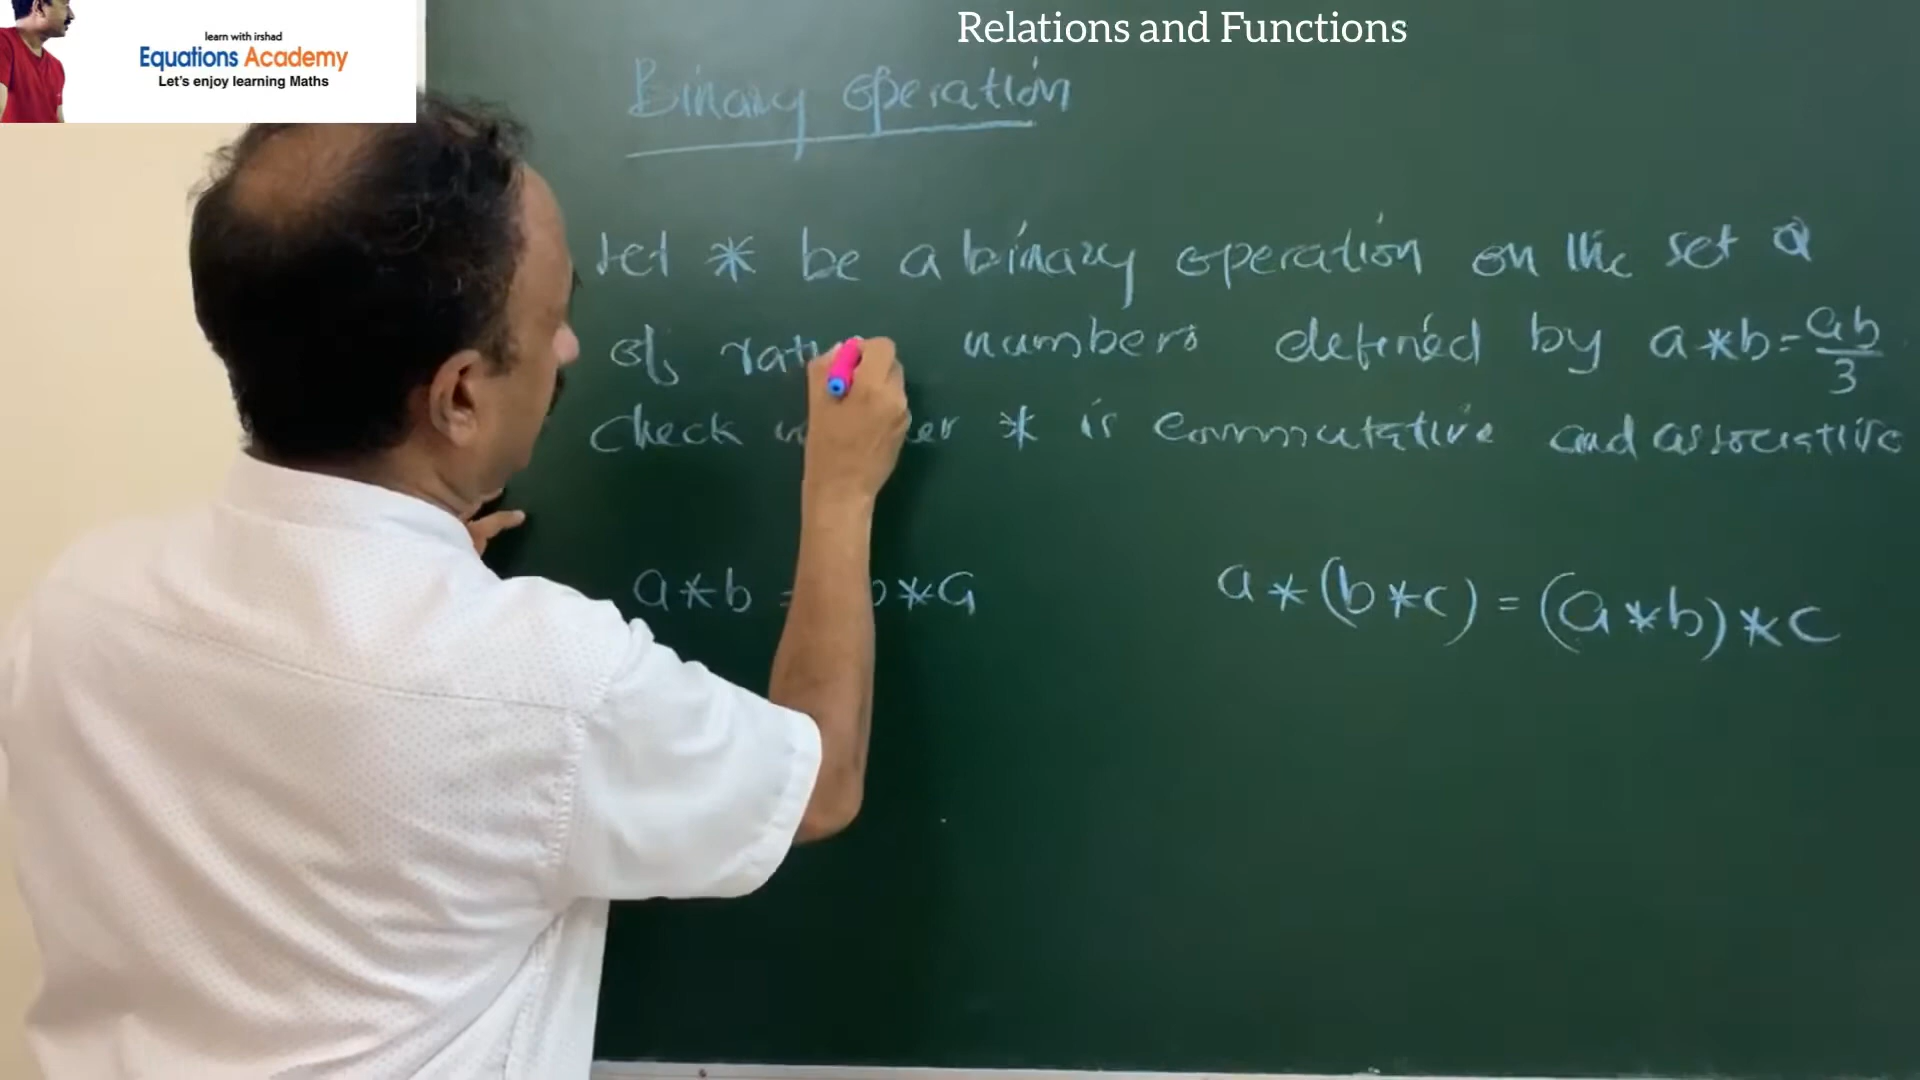 learn with irshad
Equations Academy
Let's enjoy learning Maths
Relations and Functions
Binary operation
Let * be a binary operation on the set Q
of numbers defined by a*b=ab/3
Check * is commutative and associative
a*b = b*a
a*(b*c) = (a*b)*c